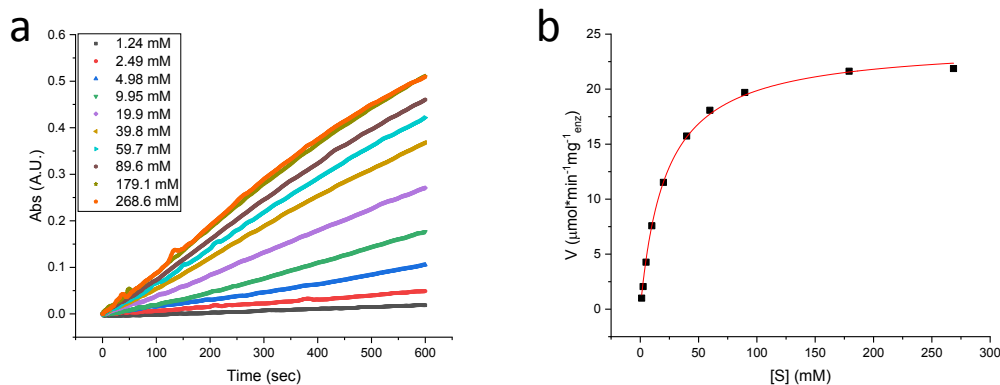 a
0.6
0.5
0.4
0.3
0.2
0.1
0.0
Abs (A.U.)
1.24 mM
2.49 mM
4.98 mM
9.95 mM
19.9 mM
39.8 mM
59.7 mM
89.6 mM
179.1 mM
268.6 mM
0 100 200 300 400 500 600
Time (sec)
b
25
20
15
10
5
0
V (μmol*min⁻¹mg⁻¹enz)
0 50 100 150 200 250 300
[S] (mM)